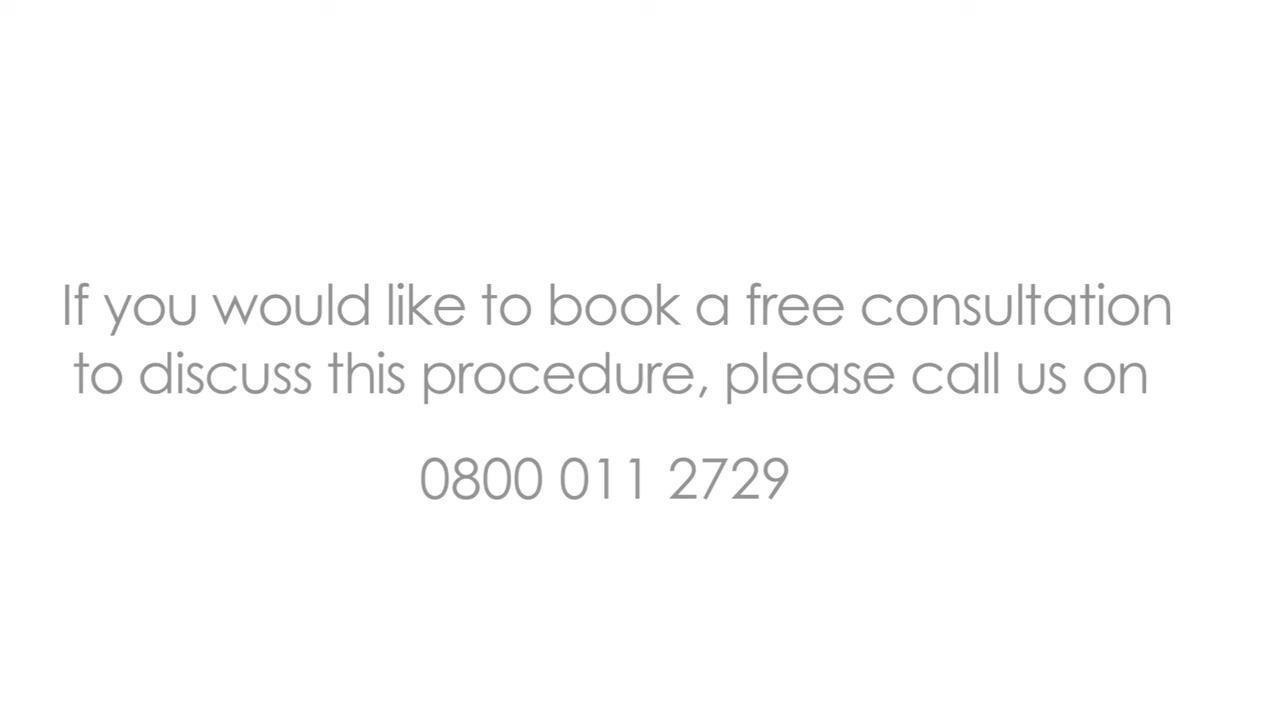 If you would like to book a free consultation
to discuss this procedure, please call us on
0800 011 2729